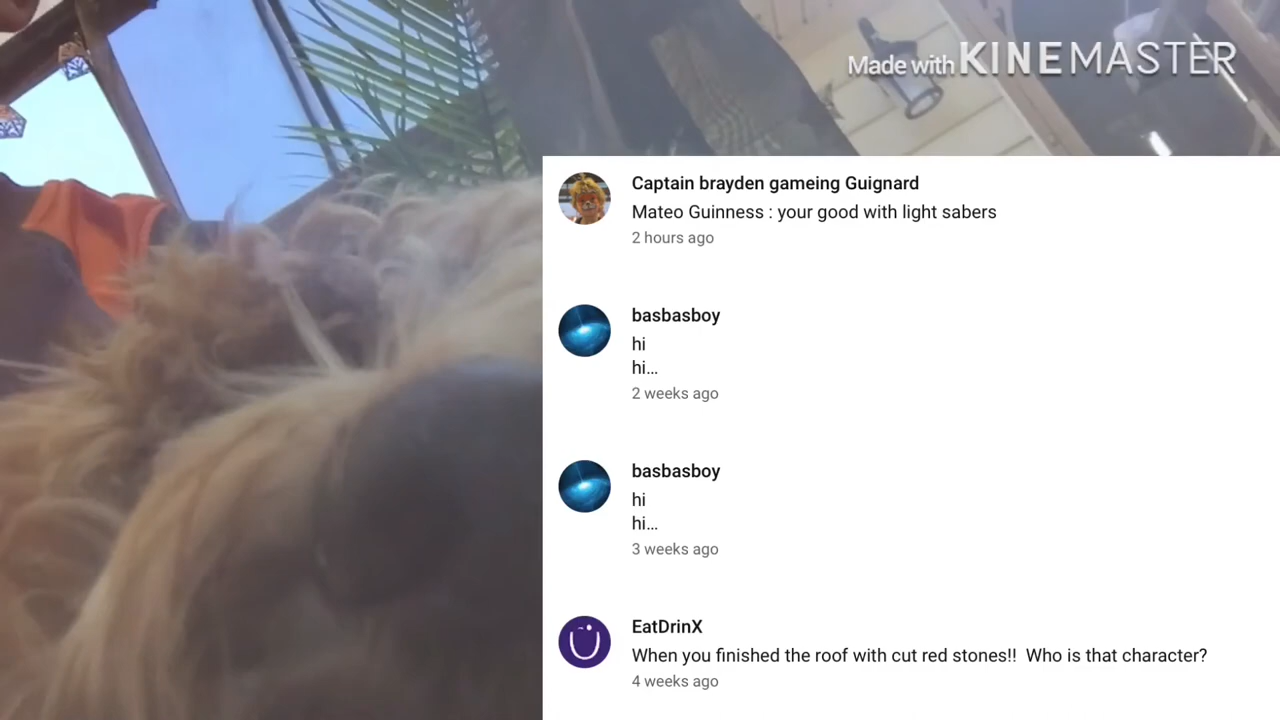 Made with KINEMASTER
Captain brayden gameing Guignard
Mateo Guinness : your good with light sabers
2 hours ago
basbasboy
hi
hi...
2 weeks ago
basbasboy
hi
hi...
3 weeks ago
EatDrinX
When you finished the roof with cut red stones!!  Who is that character?
4 weeks ago